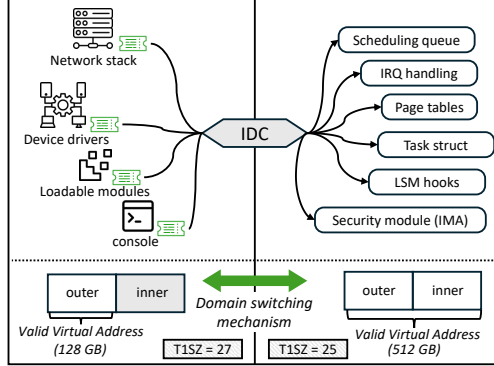 Network stack
Device drivers
Loadable modules
console
IDC
Scheduling queue
IRQ handling
Page tables
Task struct
LSM hooks
Security module (IMA)
outer
inner
Valid Virtual Address
(128 GB)
T1SZ = 27
Domain switching
mechanism
outer
inner
Valid Virtual Address
(512 GB)
T1SZ = 25